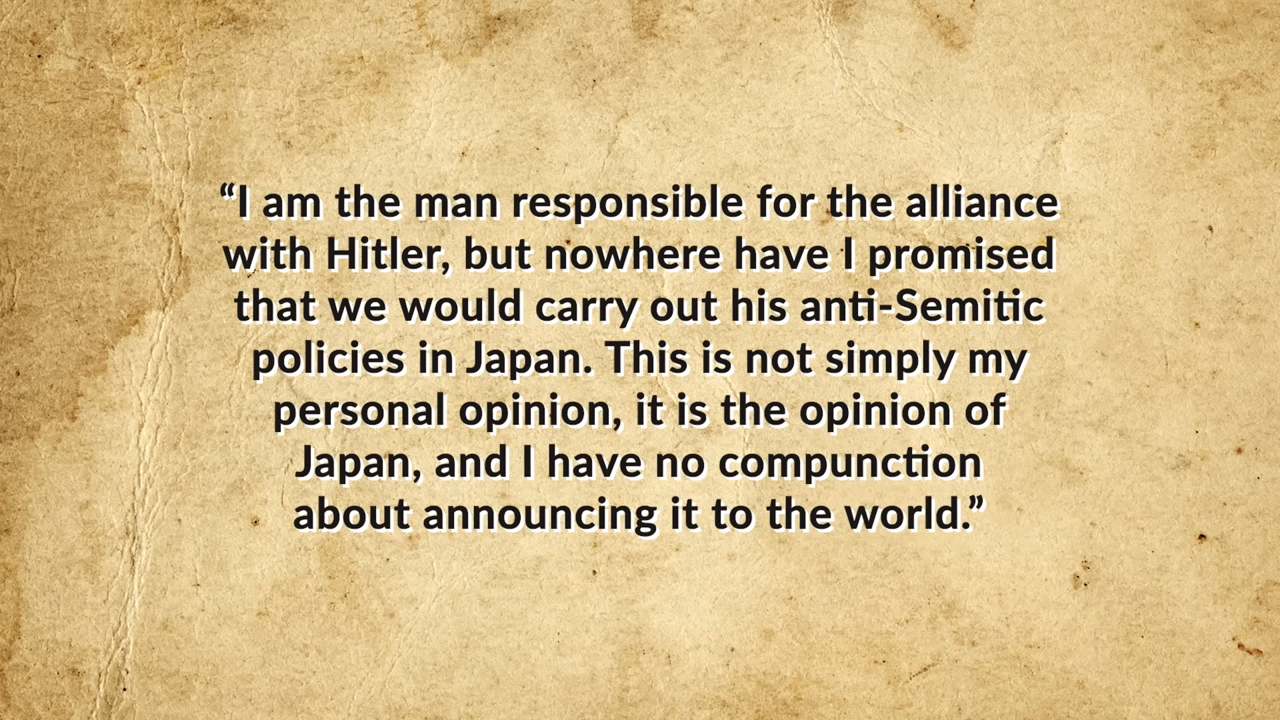 “I am the man responsible for the alliance
with Hitler, but nowhere have I promised
that we would carry out his anti-Semitic
policies in Japan. This is not simply my
personal opinion, it is the opinion of
Japan, and I have no compunction
about announcing it to the world.”